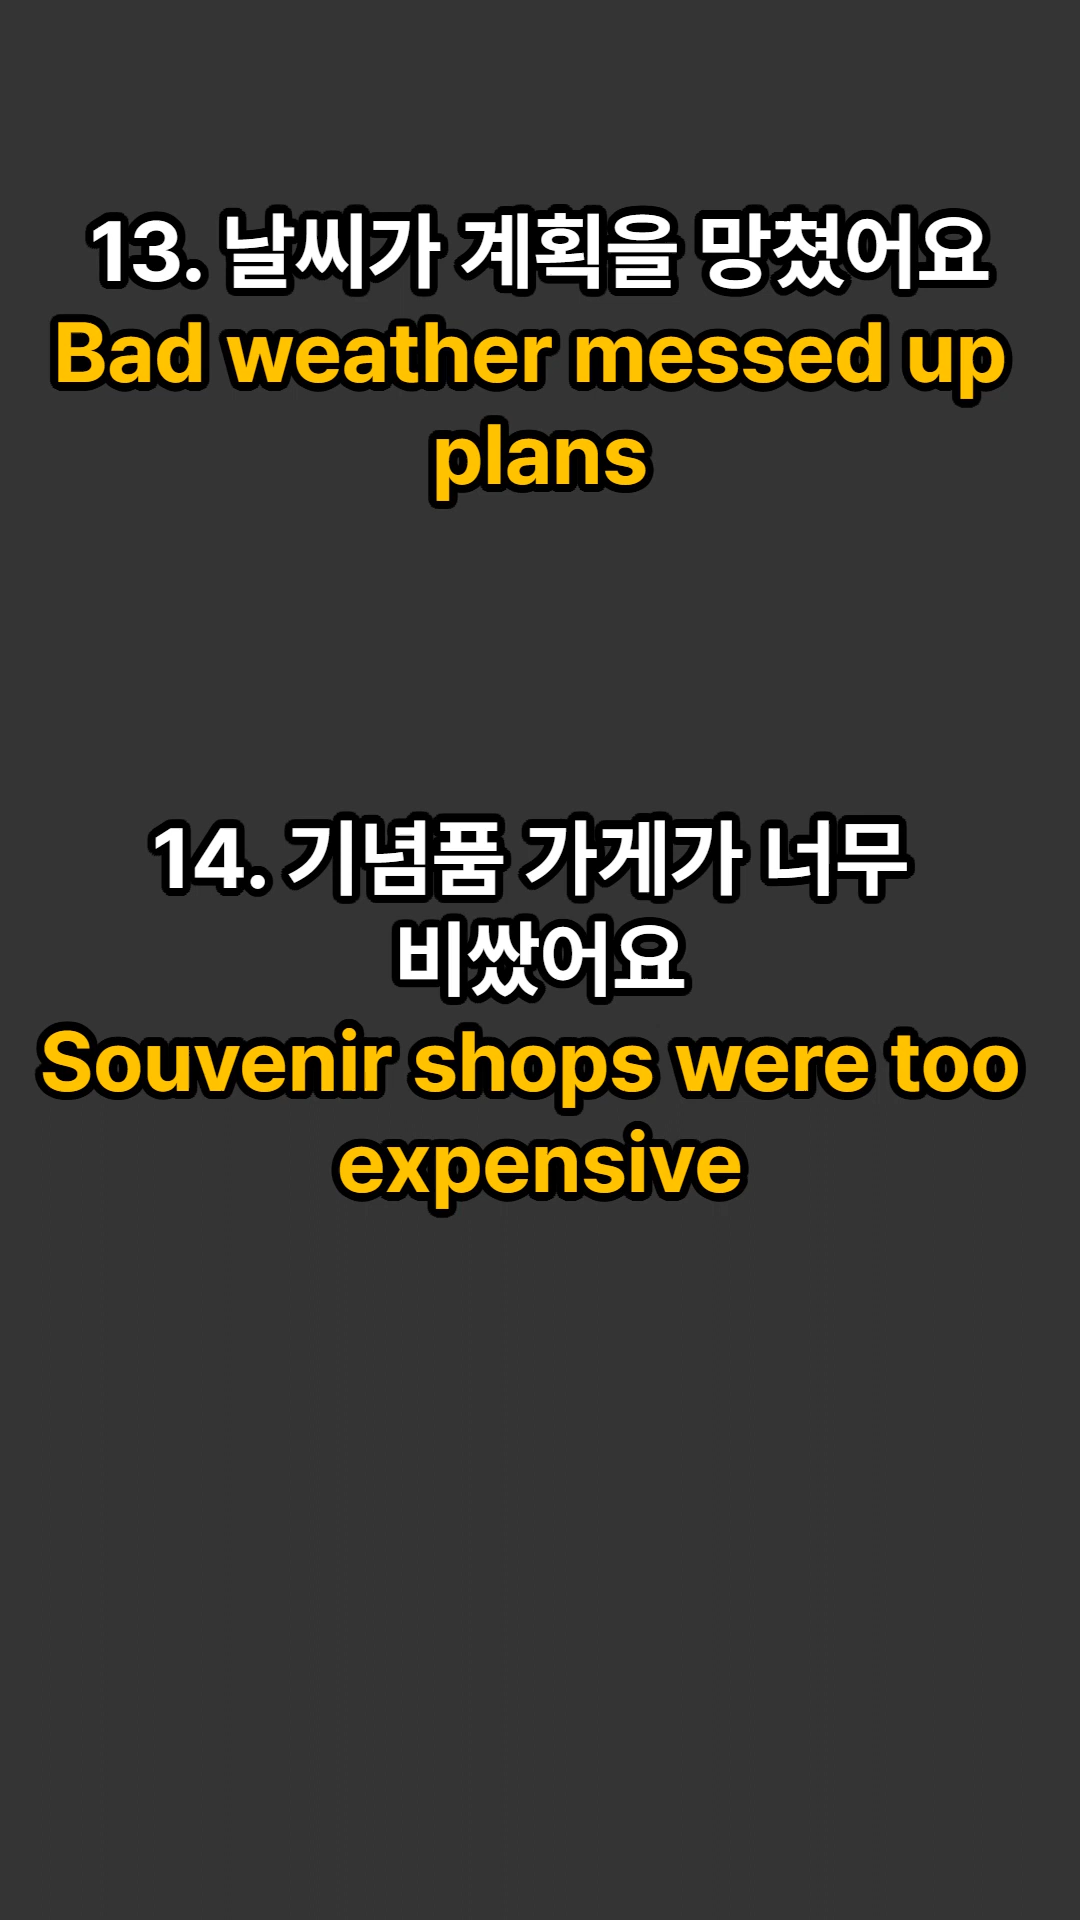 13. 날씨가 계획을 망쳤어요
Bad weather messed up
plans
14. 기념품 가게가 너무
비쌌어요
Souvenir shops were too
expensive